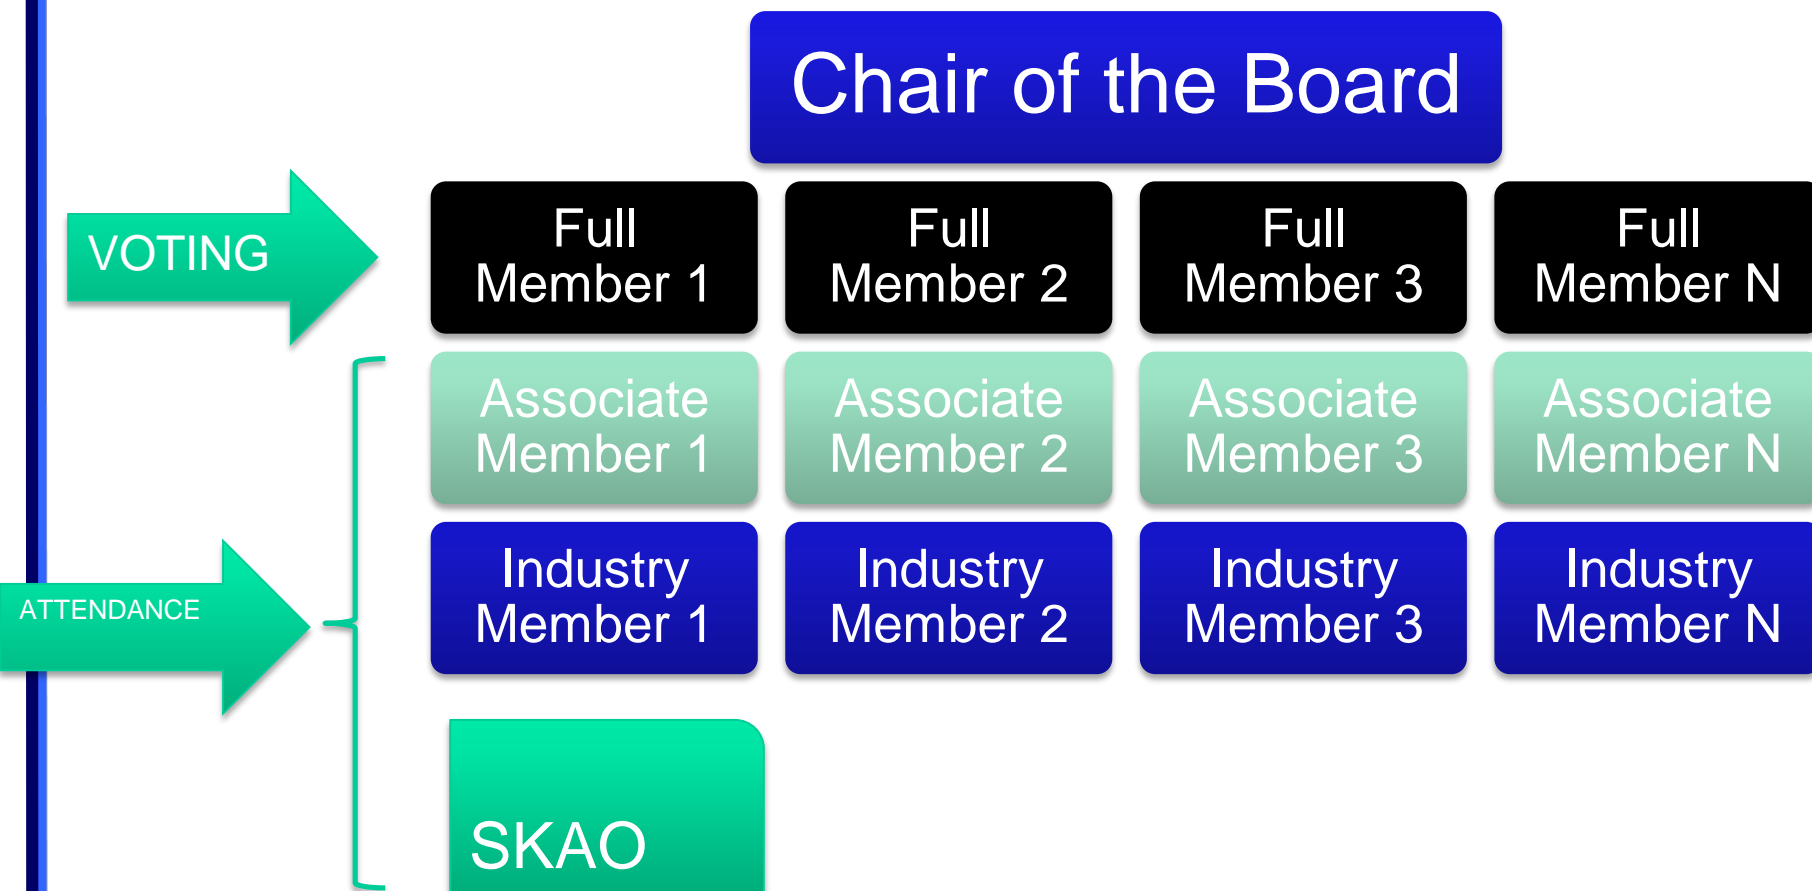 Chair of the Board
VOTING
Full
Member 1
Full
Member 2
Full
Member 3
Full
Member N
Associate
Member 1
Associate
Member 2
Associate
Member 3
Associate
Member N
ATTENDANCE
Industry
Member 1
Industry
Member 2
Industry
Member 3
Industry
Member N
SKAO